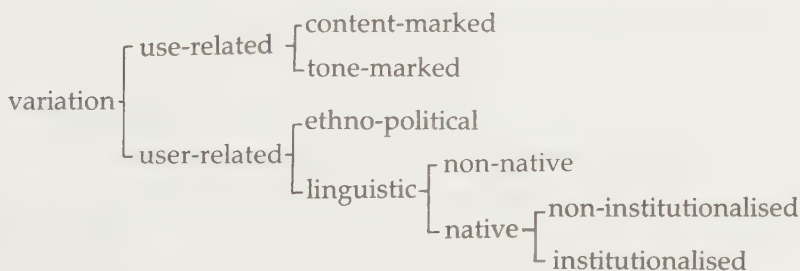 content-marked
use-related
tone-marked
variation
ethno-political
user-related
non-native
linguistic
non-institutionalised
native
institutionalised